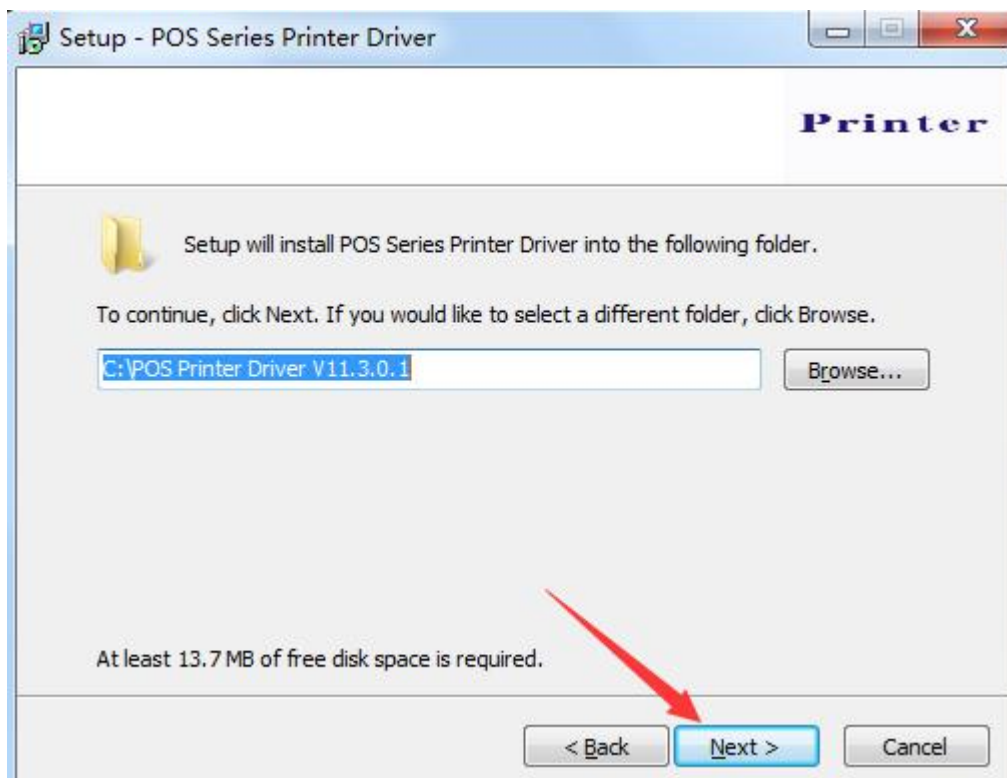 Setup - POS Series Printer Driver
Printer
Setup will install POS Series Printer Driver into the following folder.
To continue, click Next. If you would like to select a different folder, click Browse.
C:\POS Printer Driver V11.3.0.1
Browse...
At least 13.7 MB of free disk space is required.
< Back
Next >
Cancel